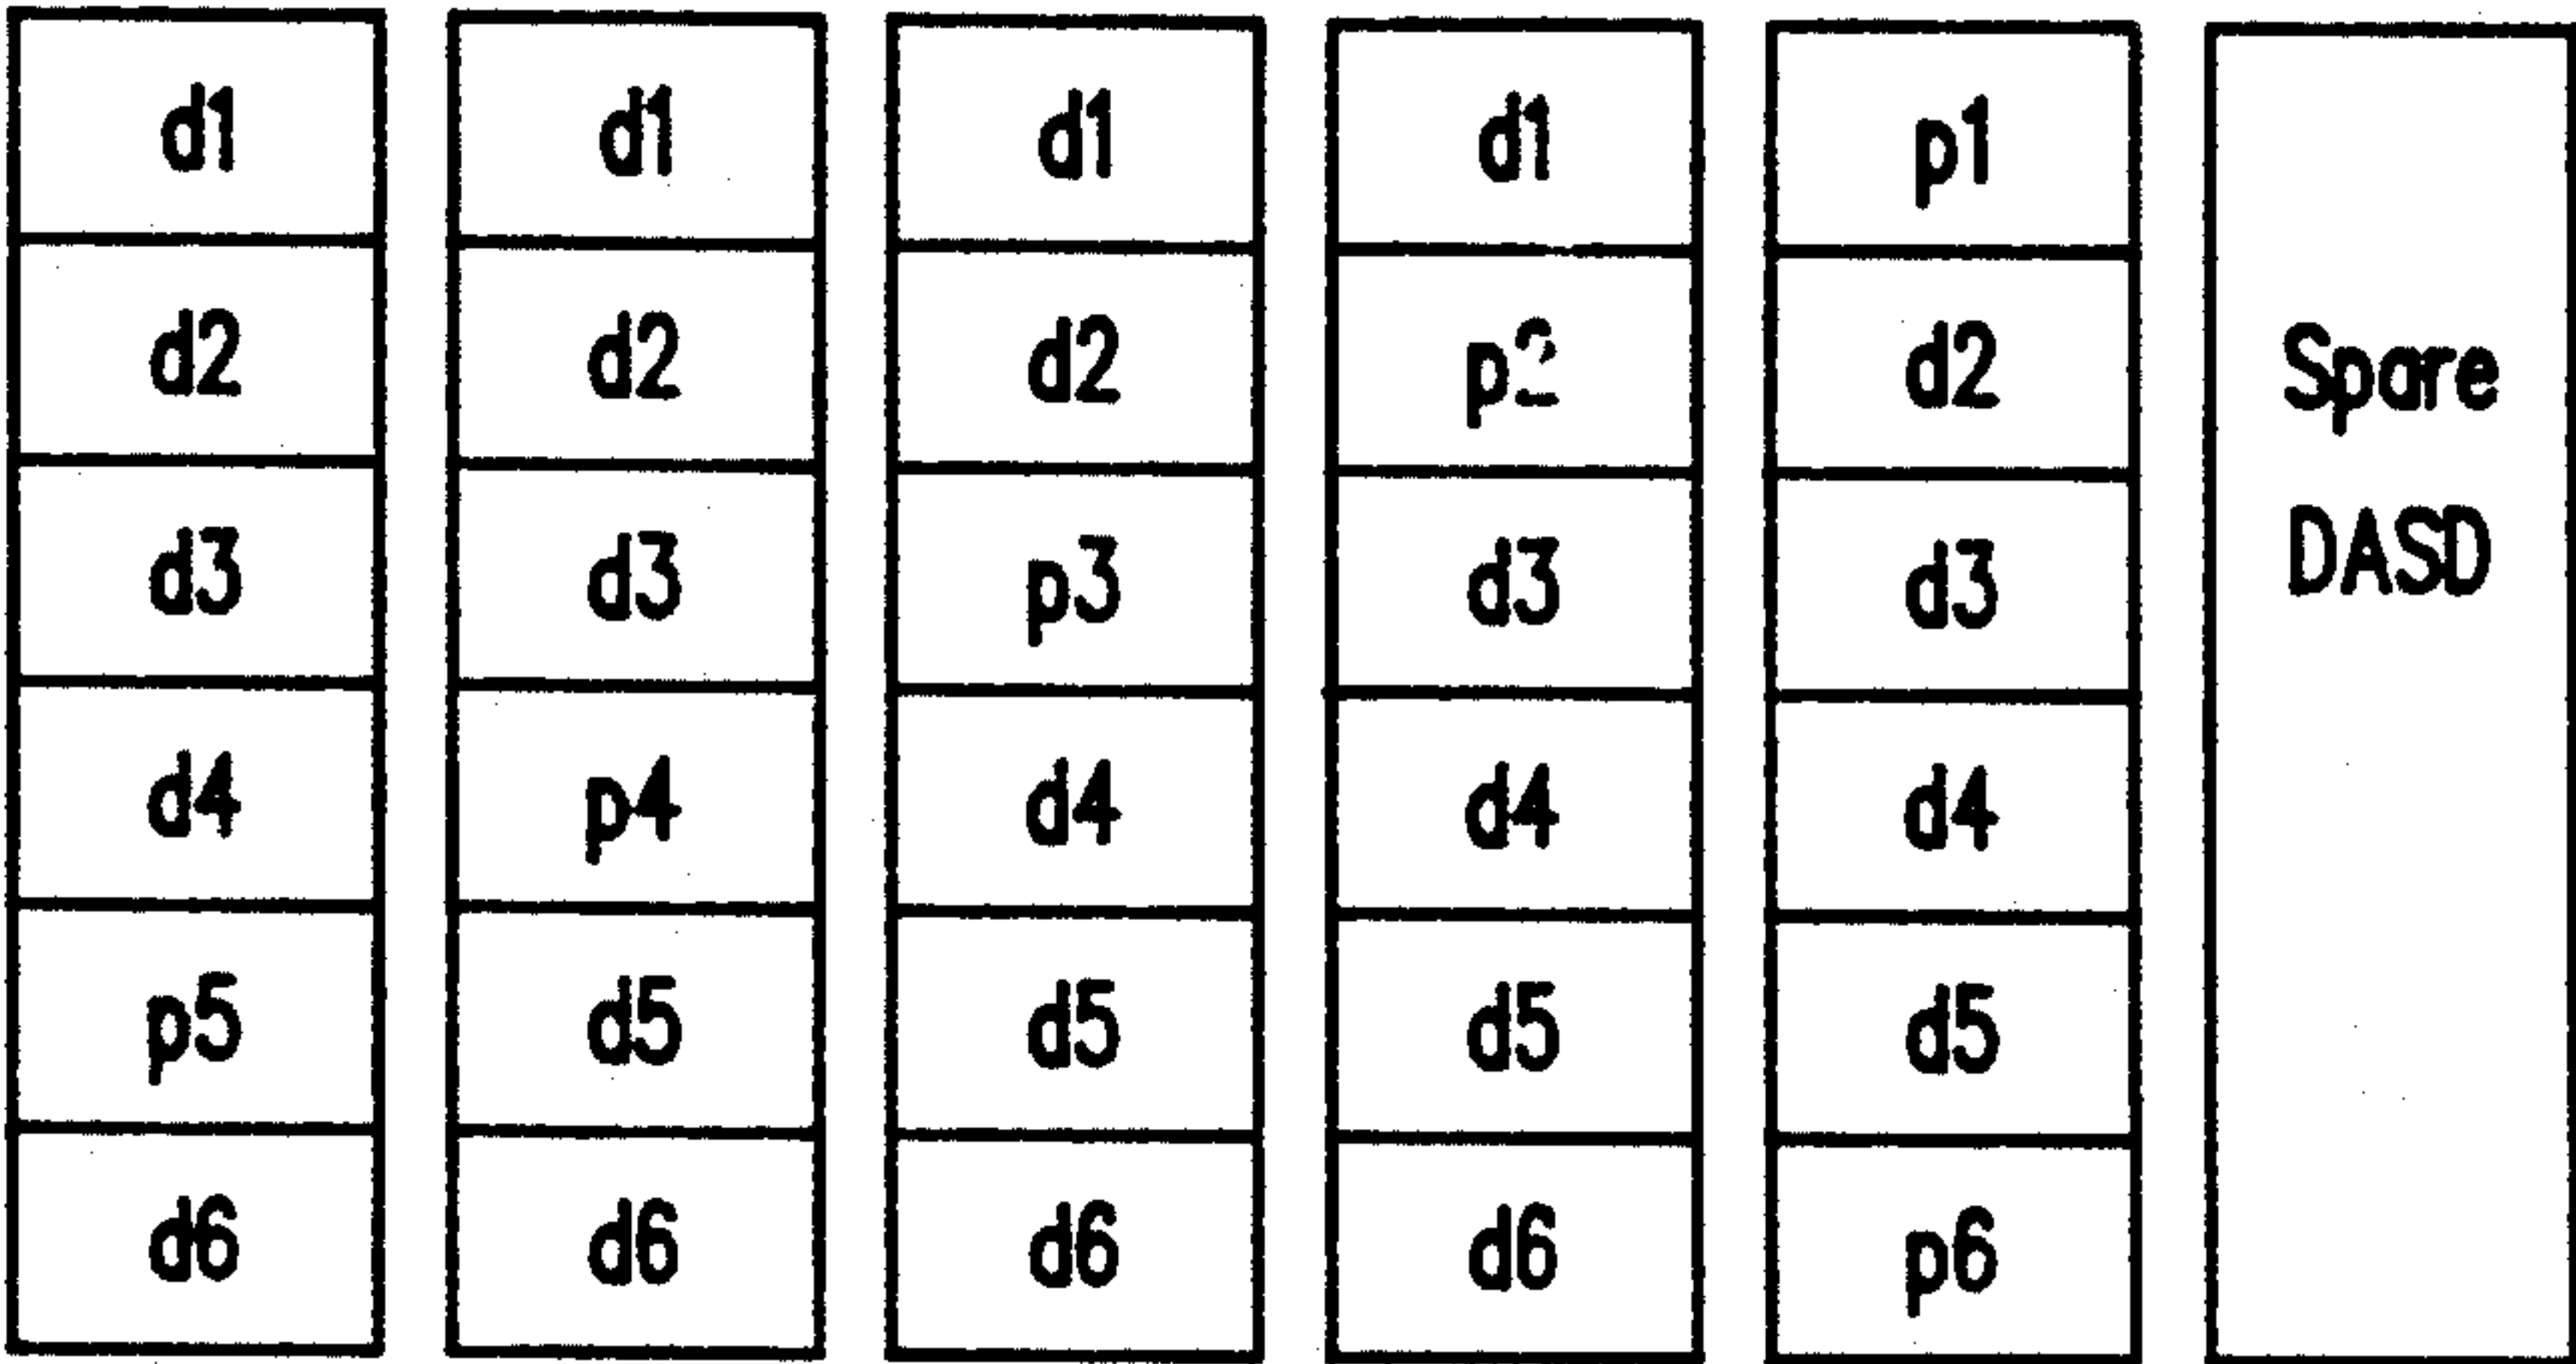 d1 d1 d1 d1 p1
d2 d2 d2 p2 d2
Spare
d3 d3 p3 d3 d3
DASD
d4 p4 d4 d4 d4
p5 d5 d5 d5 d5
d6 d6 d6 d6 p6